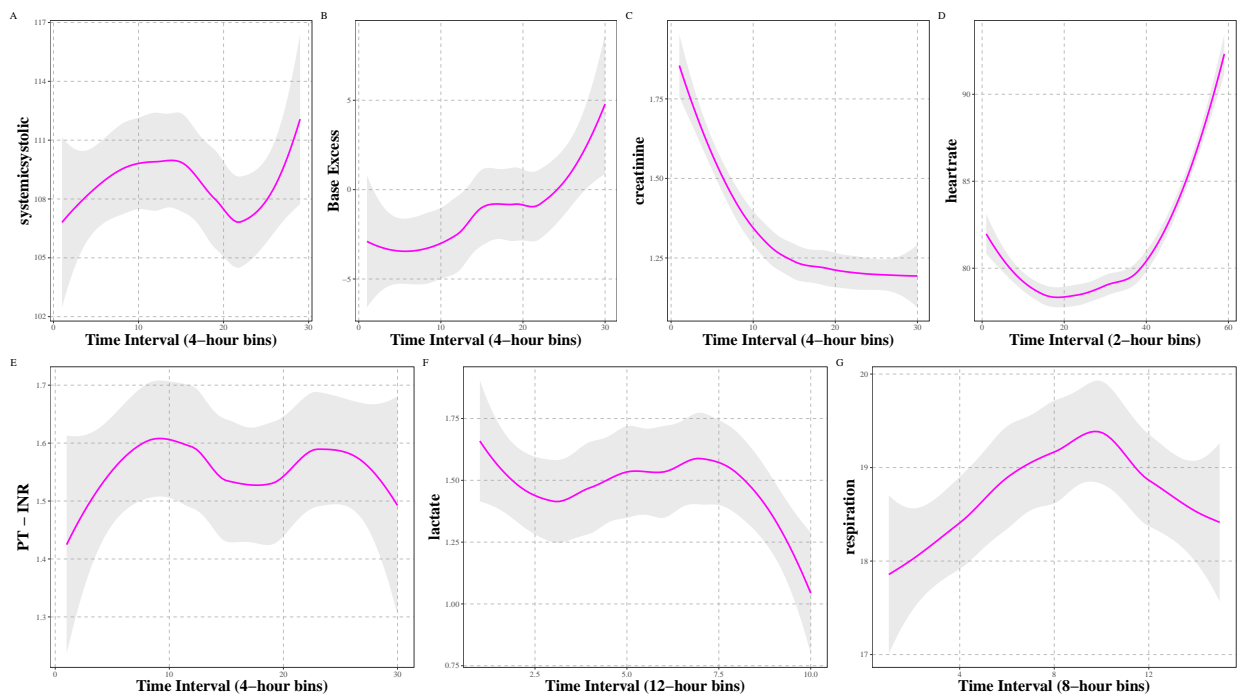 A
systemicsystolic
117
114
111
108
105
102
0
10
20
30
Time Interval (4−hour bins)
B
Base Excess
5
0
−5
0
10
20
30
Time Interval (4−hour bins)
C
creatinine
1.75
1.50
1.25
0
10
20
30
Time Interval (4−hour bins)
D
heartrate
90
85
80
0
20
40
60
Time Interval (2−hour bins)
E
PT − INR
1.7
1.6
1.5
1.4
1.3
0
10
20
30
Time Interval (4−hour bins)
F
lactate
1.75
1.50
1.25
1.00
0.75
2.5
5.0
7.5
10.0
Time Interval (12−hour bins)
G
respiration
20
19
18
17
4
8
12
Time Interval (8−hour bins)